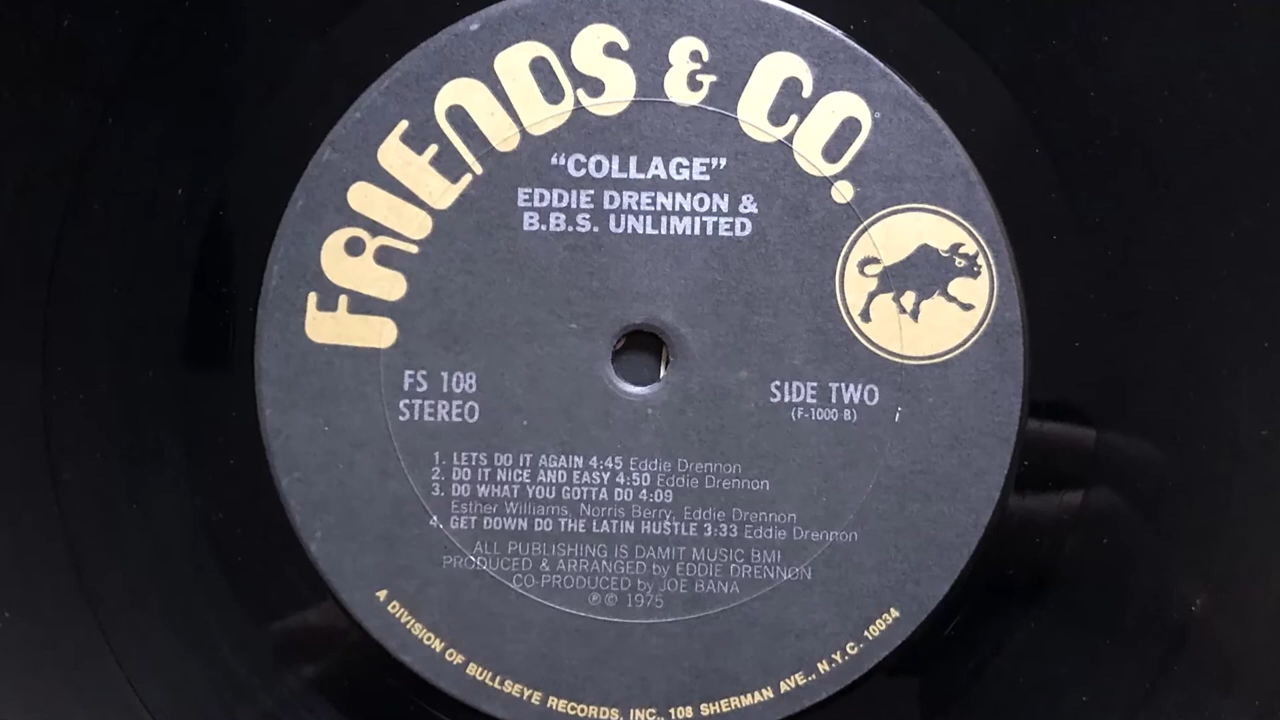 FRIENDS & CO.
“COLLAGE”
EDDIE DRENNON &
B.B.S. UNLIMITED
FS 108
STEREO
SIDE TWO
(F-1000-B)
1. LETS DO IT AGAIN 4:45 Eddie Drennon
2. DO IT NICE AND EASY 4:50 Eddie Drennon
3. DO WHAT YOU GOTTA DO 4:09
Esther Williams, Norris Berry, Eddie Drennon
4. GET DOWN DO THE LATIN HUSTLE 3:33 Eddie Drennon
ALL PUBLISHING IS DAMIT MUSIC BMI
PRODUCED & ARRANGED by EDDIE DRENNON
CO-PRODUCED by JOE BANA
℗© 1975
A DIVISION OF BULLSEYE RECORDS, INC., 108 SHERMAN AVE., N.Y.C. 10034